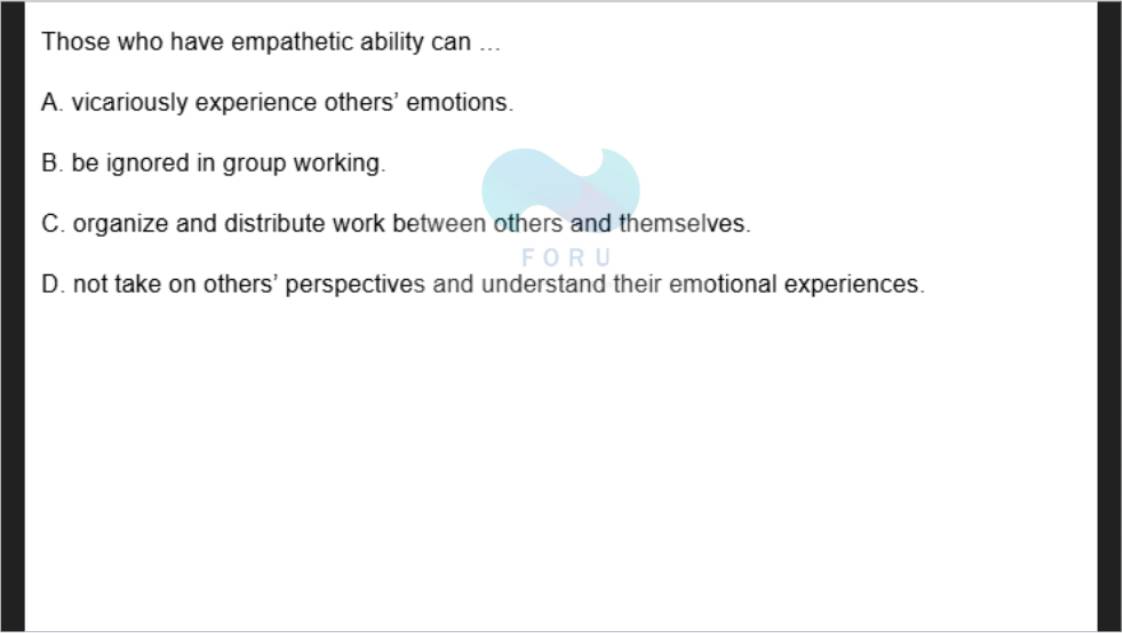 Those who have empathetic ability can ...
A. vicariously experience others’ emotions.
B. be ignored in group working.
C. organize and distribute work between others and themselves.
FORU
D. not take on others’ perspectives and understand their emotional experiences.